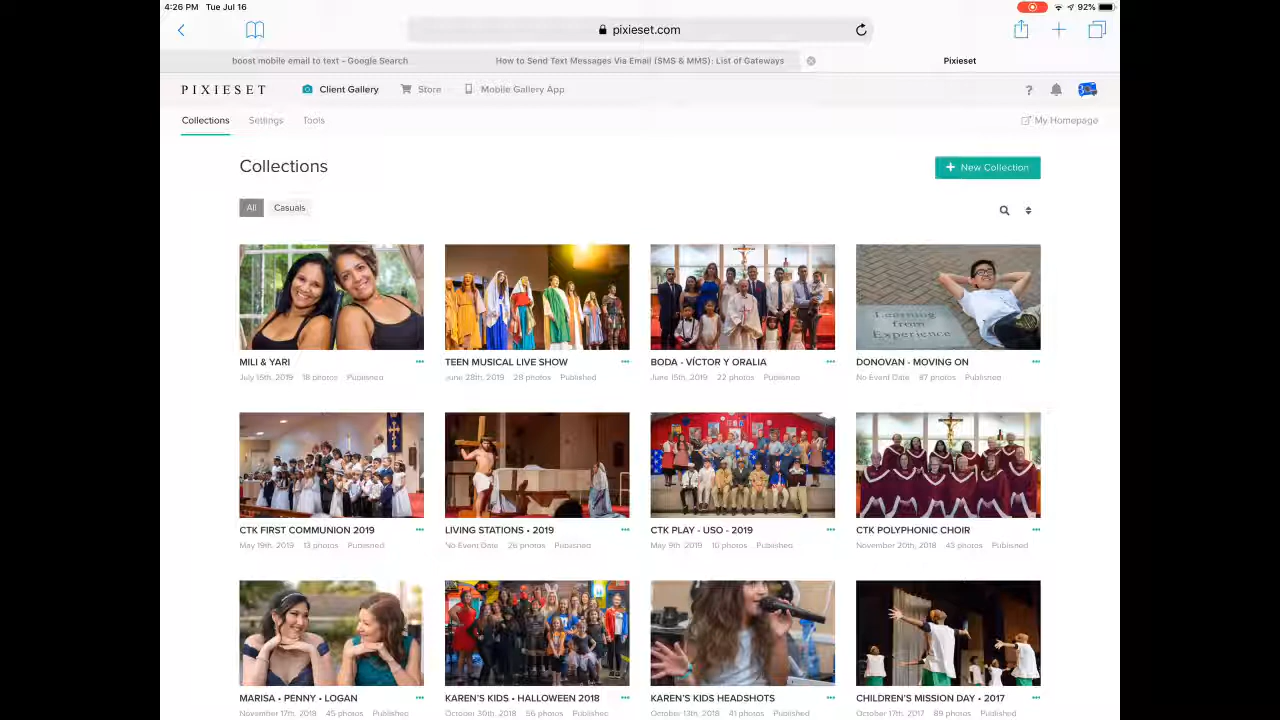 4:26 PM Tue Jul 16 92%
pixieset.com
boost mobile email to text - Google Search How to Send Text Messages Via Email (SMS & MMS): List of Gateways Pixieset
PIXIESET Client Gallery Store Mobile Gallery App ?
Collections Settings Tools My Homepage
Collections
+ New Collection
All Casuals
Learning from Experience
MILI & YARI ••• TEEN MUSICAL LIVE SHOW ••• BODA - VÍCTOR Y ORALIA ••• DONOVAN - MOVING ON •••
July 15th, 2019 18 photos Published June 28th, 2019 28 photos Published June 15th, 2019 22 photos Published No Event Date 87 photos Published
CTK FIRST COMMUNION 2019 ••• LIVING STATIONS • 2019 ••• CTK PLAY - USO - 2019 ••• CTK POLYPHONIC CHOIR •••
May 19th, 2019 13 photos Published No Event Date 26 photos Published May 9th, 2019 10 photos Published November 20th, 2018 43 photos Published
MARISA • PENNY • LOGAN ••• KAREN'S KIDS • HALLOWEEN 2018 ••• KAREN'S KIDS HEADSHOTS ••• CHILDREN'S MISSION DAY • 2017 •••
November 17th, 2018 45 photos Published October 30th, 2018 56 photos Published October 13th, 2018 41 photos Published October 17th, 2017 89 photos Published